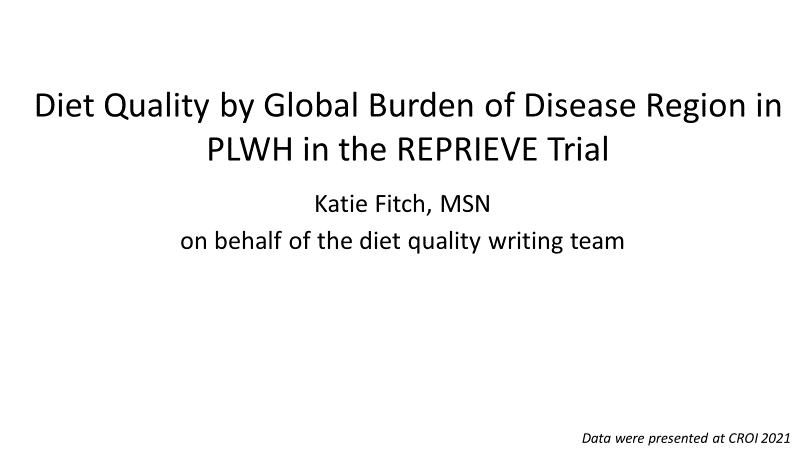 Diet Quality by Global Burden of Disease Region in
PLWH in the REPRIEVE Trial
Katie Fitch, MSN
on behalf of the diet quality writing team
Data were presented at CROI 2021